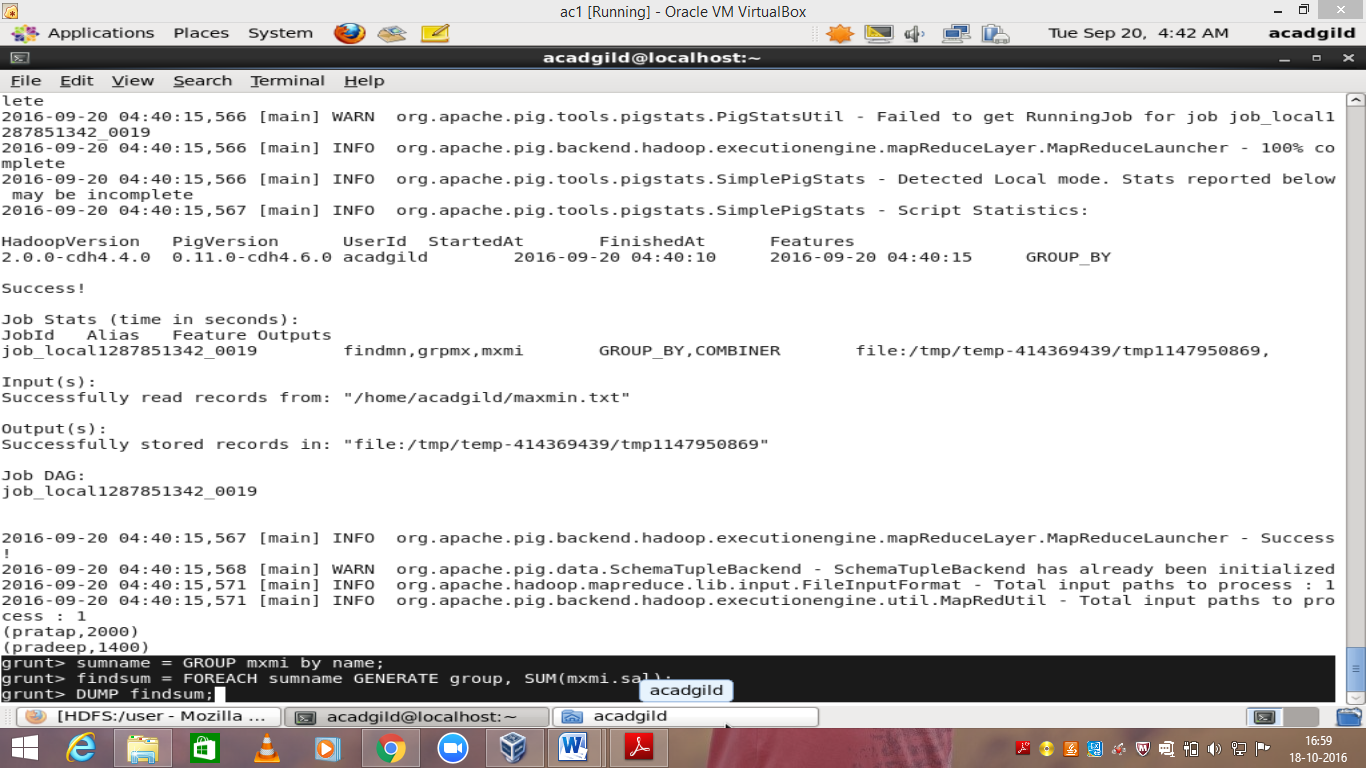 ac1 [Running] - Oracle VM VirtualBox
Applications Places System Tue Sep 20, 4:42 AM acadgild
acadgild@localhost:~
File Edit View Search Terminal Help
lete
2016-09-20 04:40:15,566 [main] WARN  org.apache.pig.tools.pigstats.PigStatsUtil - Failed to get RunningJob for job job_local1
287851342_0019
2016-09-20 04:40:15,566 [main] INFO  org.apache.pig.backend.hadoop.executionengine.mapReduceLayer.MapReduceLauncher - 100% co
mplete
2016-09-20 04:40:15,566 [main] INFO  org.apache.pig.tools.pigstats.SimplePigStats - Detected Local mode. Stats reported below
 may be incomplete
2016-09-20 04:40:15,567 [main] INFO  org.apache.pig.tools.pigstats.SimplePigStats - Script Statistics:
HadoopVersion PigVersion UserId StartedAt FinishedAt Features
2.0.0-cdh4.4.0 0.11.0-cdh4.6.0 acadgild 2016-09-20 04:40:10 2016-09-20 04:40:15 GROUP_BY
Success!
Job Stats (time in seconds):
JobId Alias Feature Outputs
job_local1287851342_0019 findmn,grpmx,mxmi GROUP_BY,COMBINER file:/tmp/temp-414369439/tmp1147950869,
Input(s):
Successfully read records from: "/home/acadgild/maxmin.txt"
Output(s):
Successfully stored records in: "file:/tmp/temp-414369439/tmp1147950869"
Job DAG:
job_local1287851342_0019
2016-09-20 04:40:15,567 [main] INFO  org.apache.pig.backend.hadoop.executionengine.mapReduceLayer.MapReduceLauncher - Success
!
2016-09-20 04:40:15,568 [main] WARN  org.apache.pig.data.SchemaTupleBackend - SchemaTupleBackend has already been initialized
2016-09-20 04:40:15,571 [main] INFO  org.apache.hadoop.mapreduce.lib.input.FileInputFormat - Total input paths to process : 1
2016-09-20 04:40:15,571 [main] INFO  org.apache.pig.backend.hadoop.executionengine.util.MapRedUtil - Total input paths to pro
cess : 1
(pratap,2000)
(pradeep,1400)
grunt> sumname = GROUP mxmi by name;
grunt> findsum = FOREACH sumname GENERATE group, SUM(mxmi.sal);
grunt> DUMP findsum;
acadgild
[HDFS:/user - Mozilla ... acadgild@localhost:~ acadgild
16:59
18-10-2016